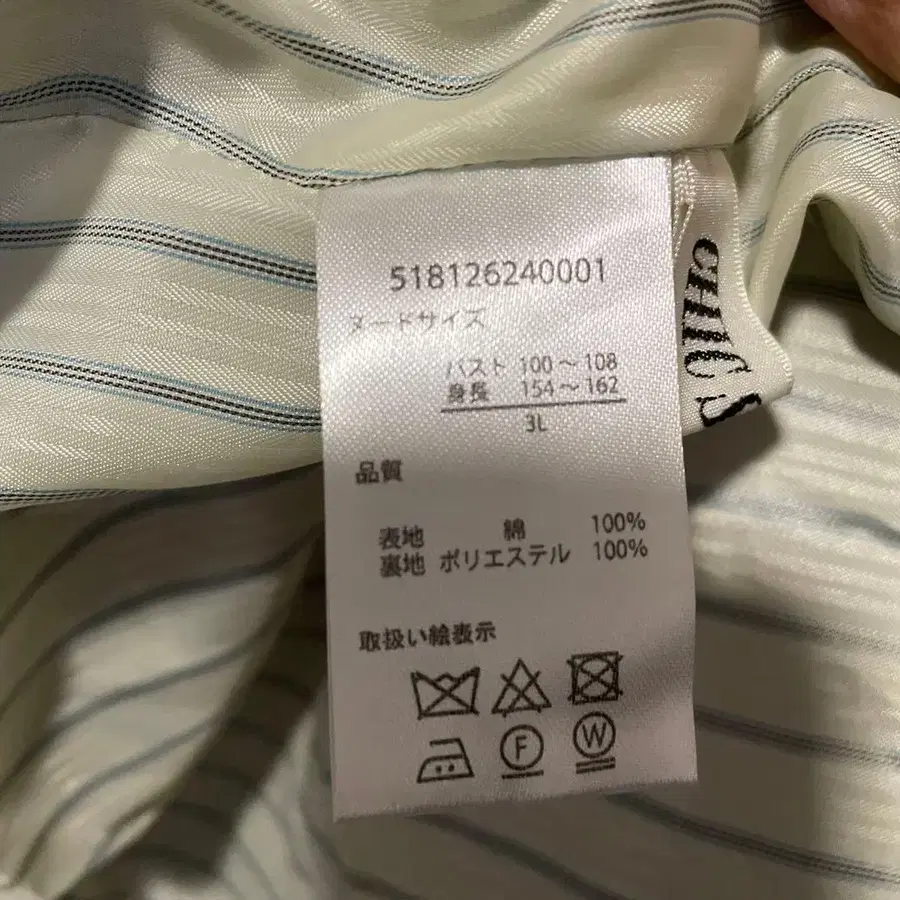 518126240001
ヌードサイズ
バスト 100～108
身長 154～162
3L
品質
表地 綿 100%
裏地 ポリエステル 100%
取扱い絵表示
F W
CHIC S